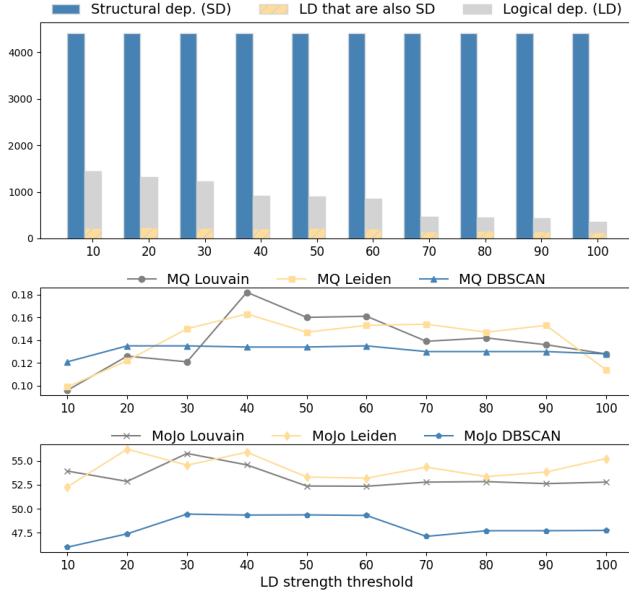 Structural dep. (SD) LD that are also SD Logical dep. (LD)
4000
3000
2000
1000
0
10 20 30 40 50 60 70 80 90 100
MQ Louvain MQ Leiden MQ DBSCAN
0.18
0.16
0.14
0.12
0.10
10 20 30 40 50 60 70 80 90 100
MoJo Louvain MoJo Leiden MoJo DBSCAN
55.0
52.5
50.0
47.5
10 20 30 40 50 60 70 80 90 100
LD strength threshold